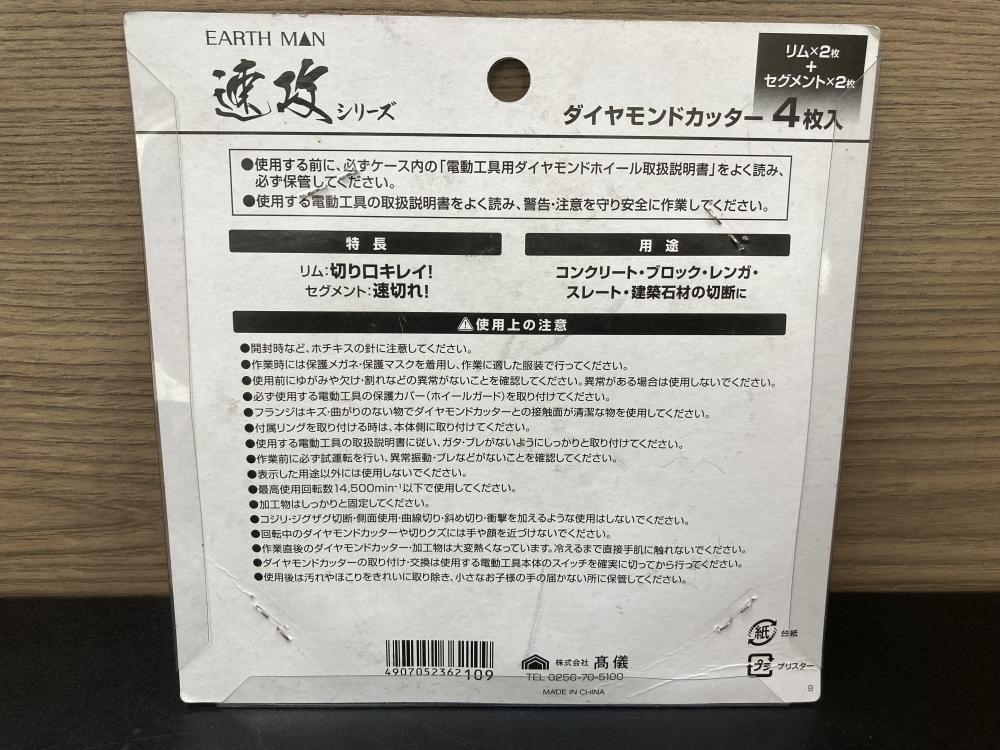 EARTH MAN
速攻シリーズ
リム×2枚
+
セグメント×2枚
ダイヤモンドカッター 4枚入
●使用する前に、必ずケース内の「電動工具用ダイヤモンドホイール取扱説明書」をよく読み、
必ず保管してください。
●使用する電動工具の取扱説明書をよく読み、警告・注意を守り安全に作業してください。
特長
リム:切り口キレイ!
セグメント:速切れ!
用途
コンクリート・ブロック・レンガ・
スレート・建築石材の切断に
⚠使用上の注意
●開封時など、ホチキスの針に注意してください。
●作業時には保護メガネ・保護マスクを着用し、作業に適した服装で行ってください。
●使用前にゆがみや欠け・割れなどの異常がないことを確認してください。異常がある場合は使用しないでください。
●必ず使用する電動工具の保護カバー(ホイールガード)を取り付けてください。
●フランジはキズ・曲がりのない物でダイヤモンドカッターとの接触面が清潔な物を使用してください。
●付属リングを取り付ける時は、本体側に取り付けてください。
●使用する電動工具の取扱説明書に従い、ガタ・ブレがないようにしっかりと取り付けてください。
●作業前に必ず試運転を行い、異常振動・ブレなどがないことを確認してください。
●表示した用途以外には使用しないでください。
●最高使用回転数14,500min⁻¹以下で使用してください。
●加工物はしっかりと固定してください。
●コジリ・ジグザグ切断・側面使用・曲線切り・斜め切り・衝撃を加えるような使用はしないでください。
●回転中のダイヤモンドカッターや切りクズには手や顔を近づけないでください。
●作業直後のダイヤモンドカッター・加工物は大変熱くなっています。冷えるまで直接手肌に触れないでください。
●ダイヤモンドカッターの取り付け・交換は使用する電動工具本体のスイッチを確実に切ってから行ってください。
●使用後は汚れやほこりをきれいに取り除き、小さなお子様の手の届かない所に保管してください。
4907052362109
株式会社 髙儀
TEL 0256-70-5100
MADE IN CHINA
紙 台紙
プラ ブリスター
B